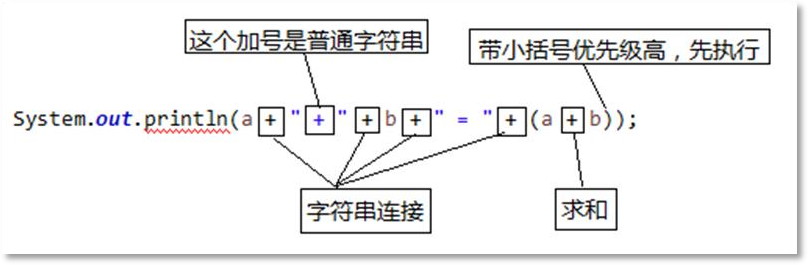 这个加号是普通字符串
带小括号优先级高，先执行
System.out.println(a + " + " + b + " = " + (a + b));
字符串连接
求和